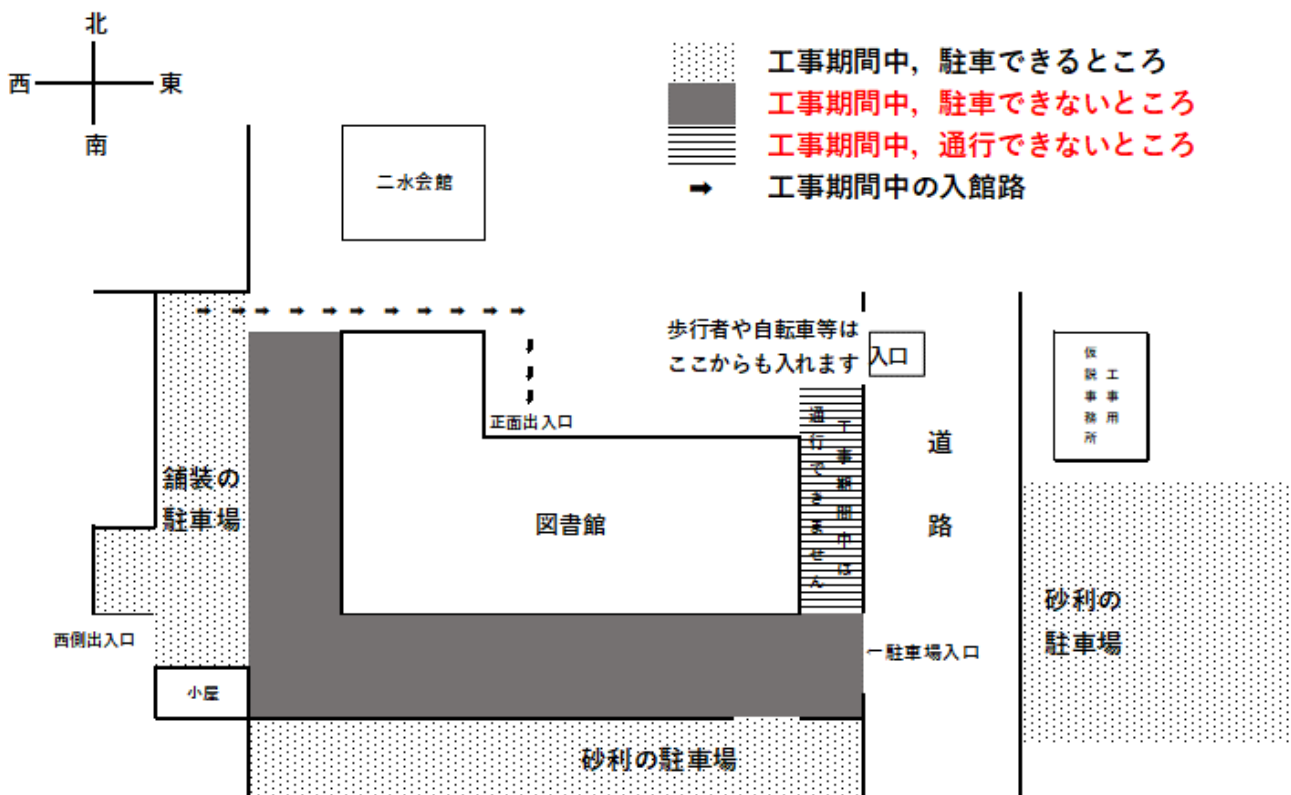 北
西
東
南
工事期間中，駐車できるところ
工事期間中，駐車できないところ
工事期間中，通行できないところ
➡ 工事期間中の入館路
二水会館
歩行者や自転車等は
ここからも入れます
入口
仮設事務所
工事用
正面出入口
工事期間中は
通行できません
道
路
舗装の
駐車場
図書館
砂利の
駐車場
西側出入口
←駐車場入口
小屋
砂利の駐車場